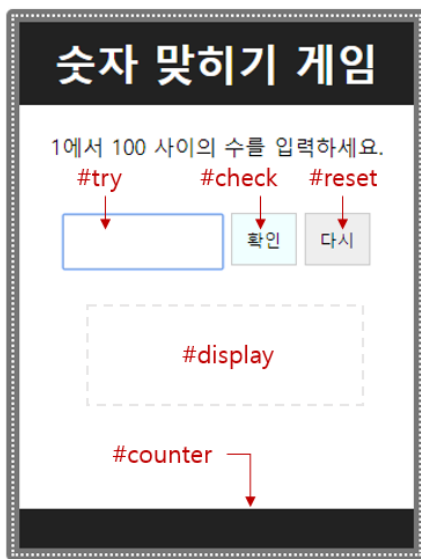 숫자 맞히기 게임
1에서 100 사이의 수를 입력하세요.
#try #check #reset
확인 다시
#display
#counter